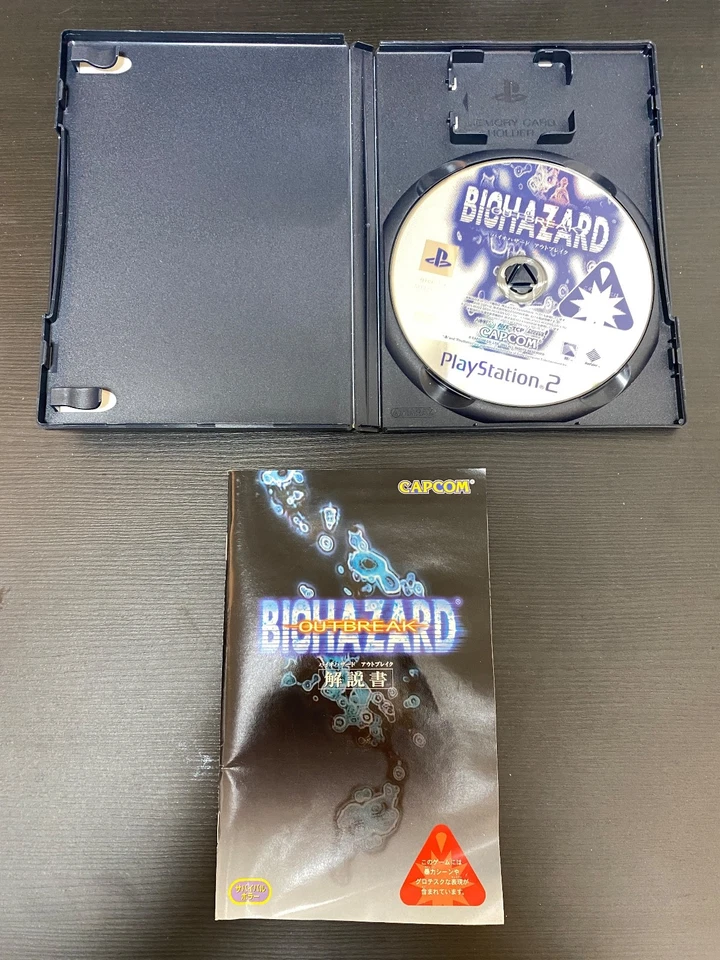 MEMORY CARD
HOLDER
BIOHAZARD
OUTBREAK
バイオハザード アウトブレイク
CAPCOM
PlayStation 2
CAPCOM®
BIOHAZARD®
OUTBREAK
バイオハザード アウトブレイク
解説書
このゲームには
暴力シーンや
グロテスクな表現が
含まれています。
サバイバル
ホラー